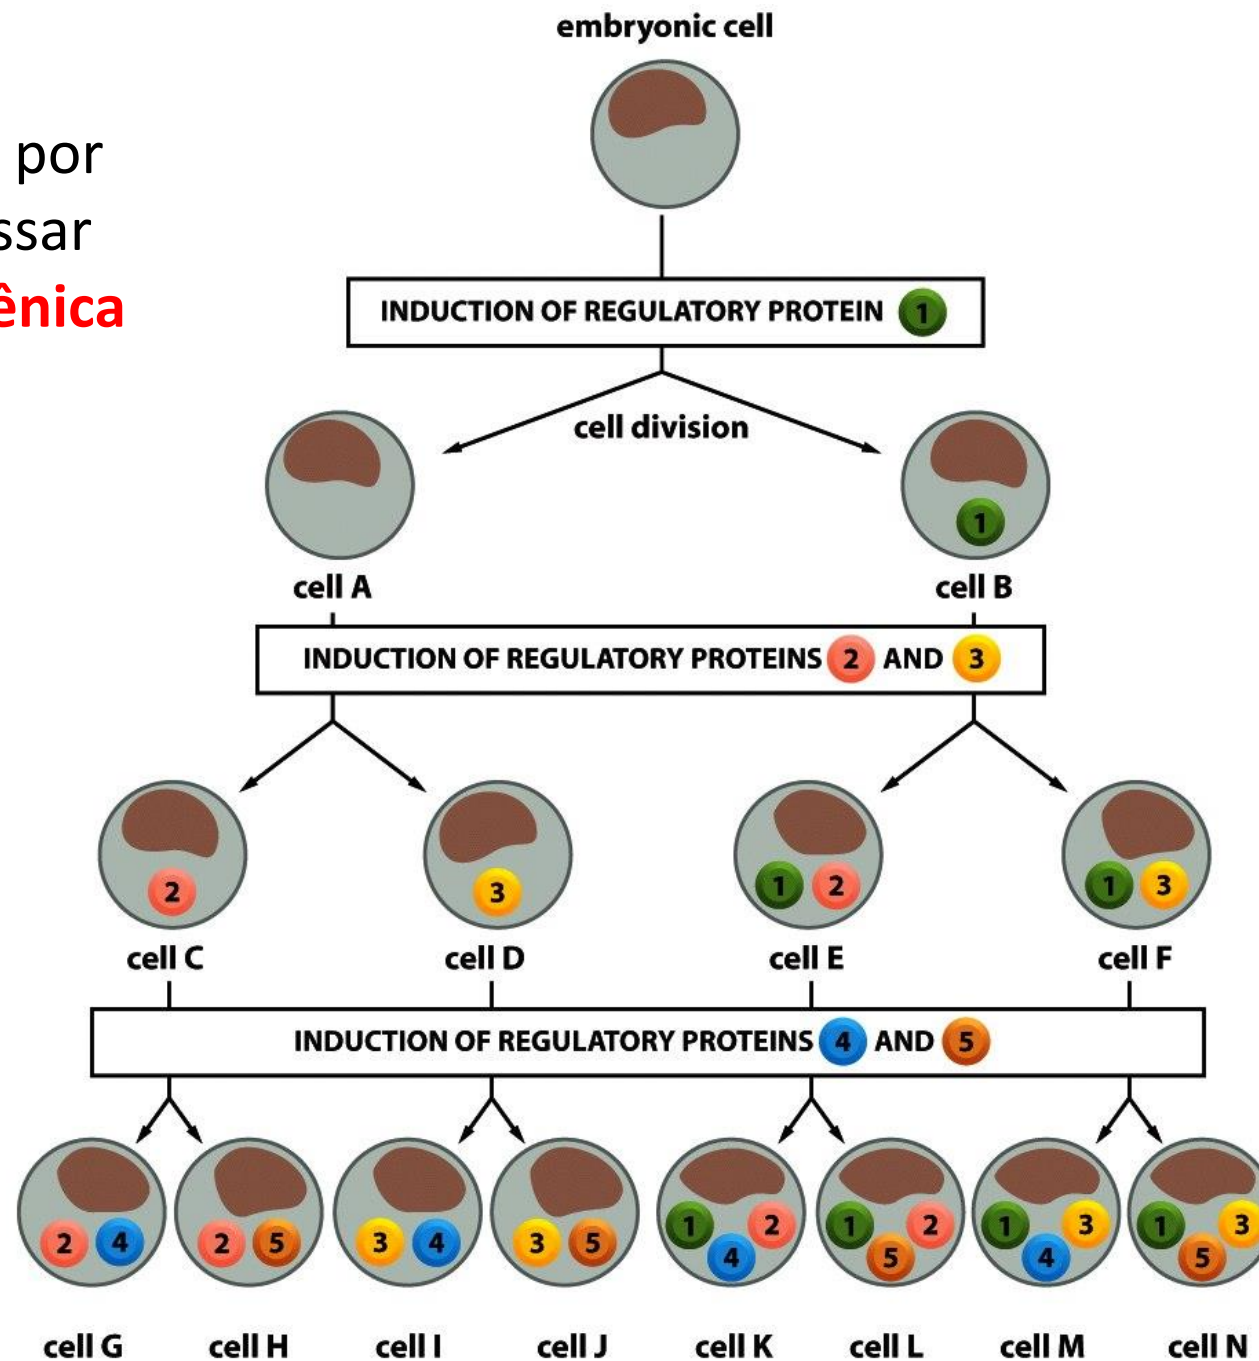 embryonic cell
por
ssar
ênica
INDUCTION OF REGULATORY PROTEIN 1
cell division
1
cell A
cell B
INDUCTION OF REGULATORY PROTEINS 2 AND 3
2
3
1 2
1 3
cell C
cell D
cell E
cell F
INDUCTION OF REGULATORY PROTEINS 4 AND 5
2 4
2 5
3 4
3 5
1 2
4
1 2
5
1 3
4
1 3
5
cell G
cell H
cell I
cell J
cell K
cell L
cell M
cell N